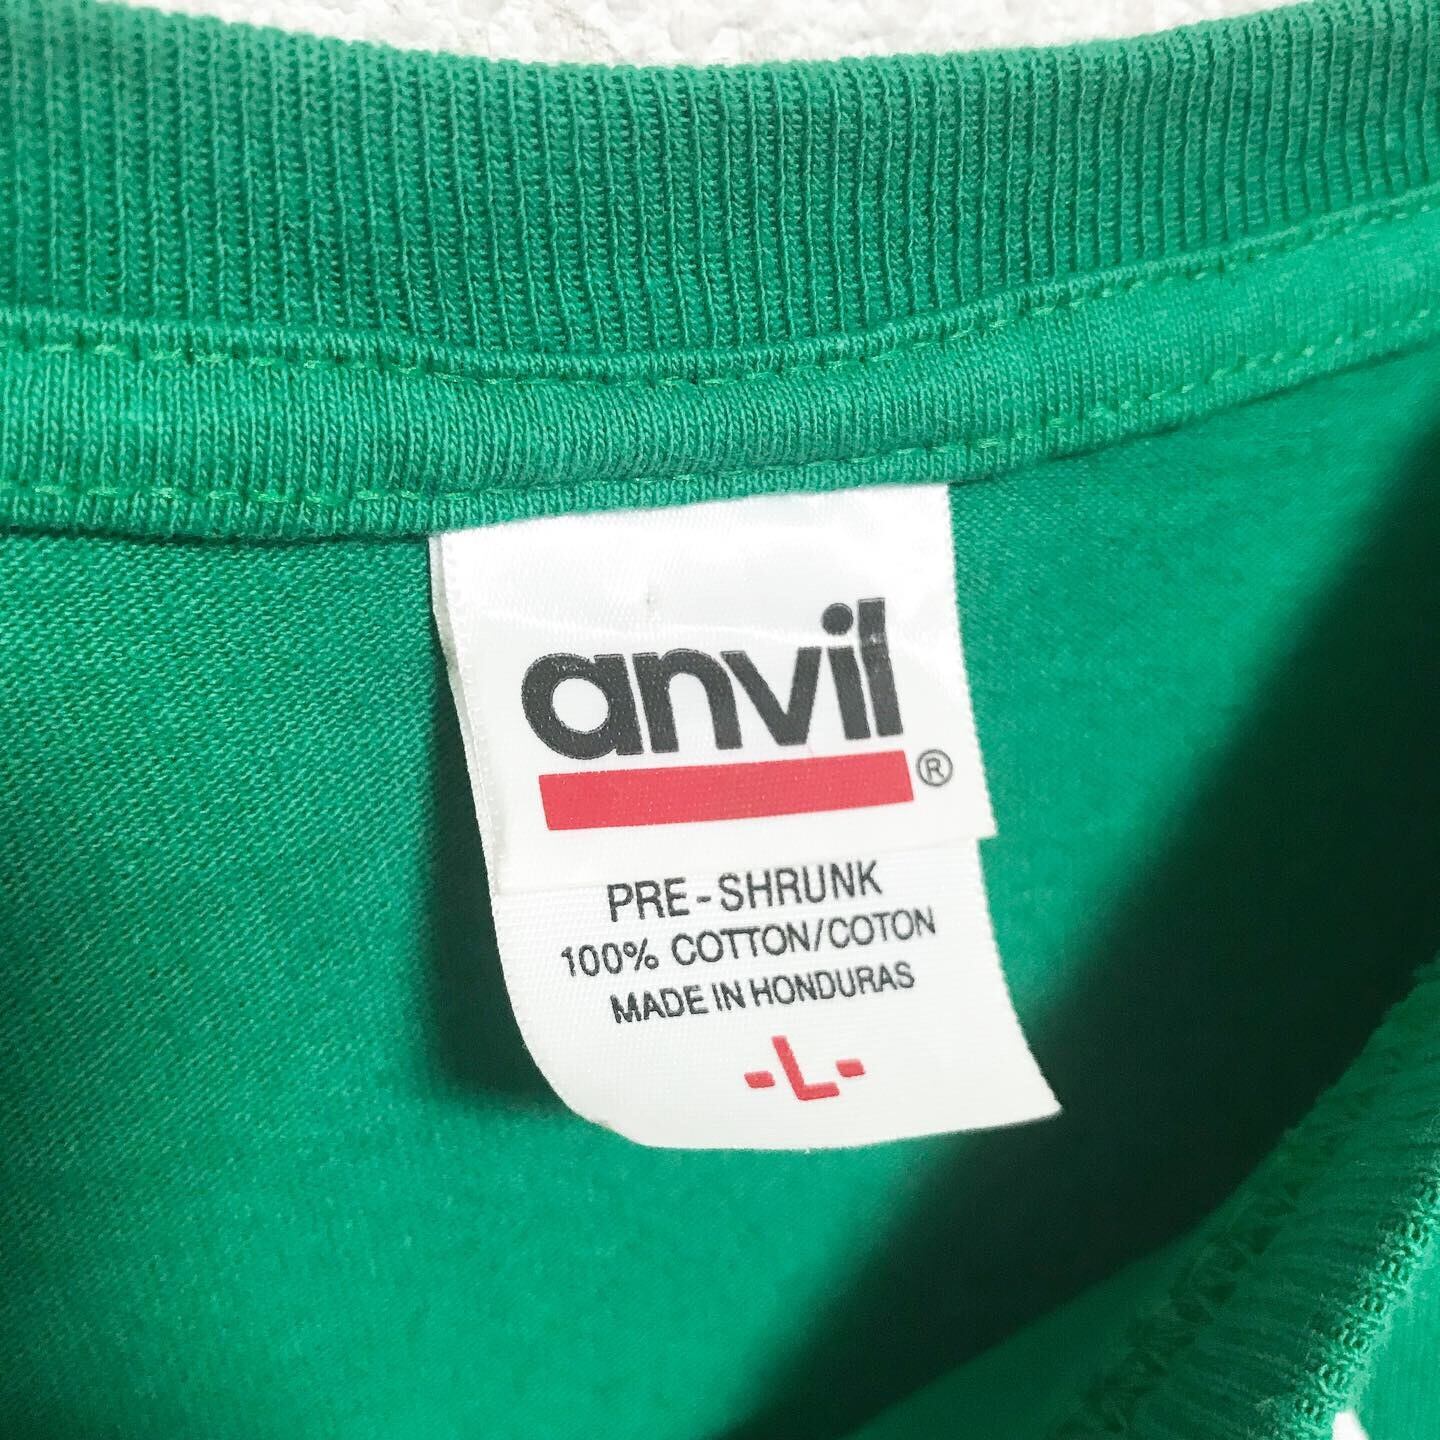 anvil®
PRE-SHRUNK
100% COTTON/COTON
MADE IN HONDURAS
-L-